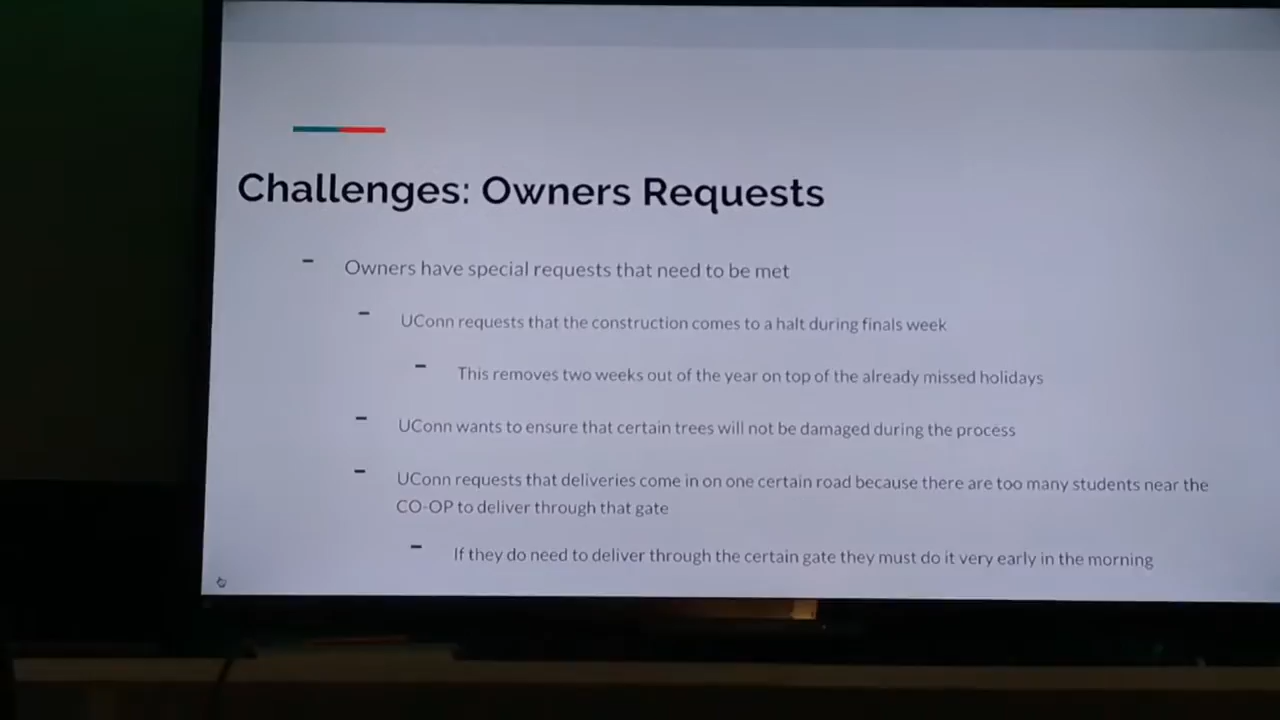 Challenges: Owners Requests
- Owners have special requests that need to be met
- UConn requests that the construction comes to a halt during finals week
- This removes two weeks out of the year on top of the already missed holidays
- UConn wants to ensure that certain trees will not be damaged during the process
- UConn requests that deliveries come in on one certain road because there are too many students near the
CO-OP to deliver through that gate
- If they do need to deliver through the certain gate they must do it very early in the morning